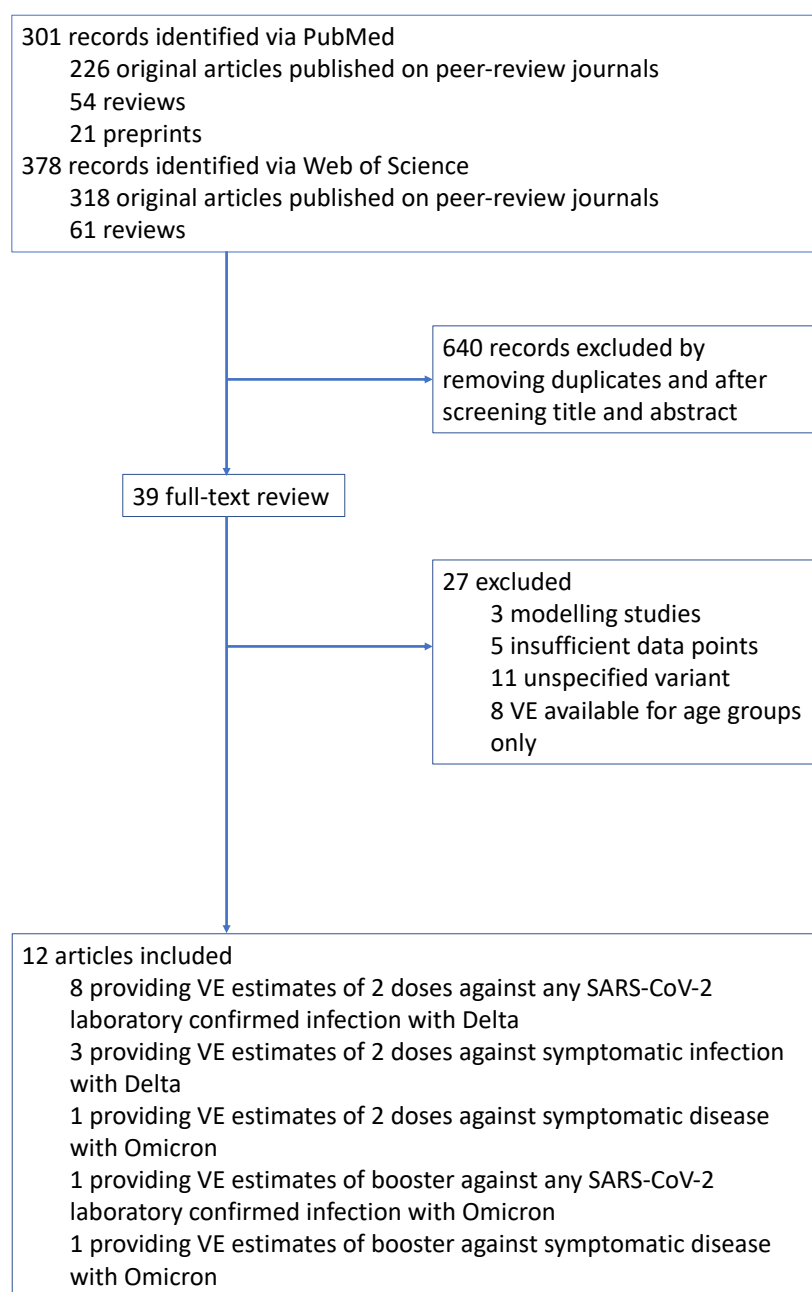 301 records identified via PubMed
226 original articles published on peer-review journals
54 reviews
21 preprints
378 records identified via Web of Science
318 original articles published on peer-review journals
61 reviews
640 records excluded by
removing duplicates and after
screening title and abstract
39 full-text review
27 excluded
3 modelling studies
5 insufficient data points
11 unspecified variant
8 VE available for age groups
only
12 articles included
8 providing VE estimates of 2 doses against any SARS-CoV-2
laboratory confirmed infection with Delta
3 providing VE estimates of 2 doses against symptomatic infection
with Delta
1 providing VE estimates of 2 doses against symptomatic disease
with Omicron
1 providing VE estimates of booster against any SARS-CoV-2
laboratory confirmed infection with Omicron
1 providing VE estimates of booster against symptomatic disease
with Omicron